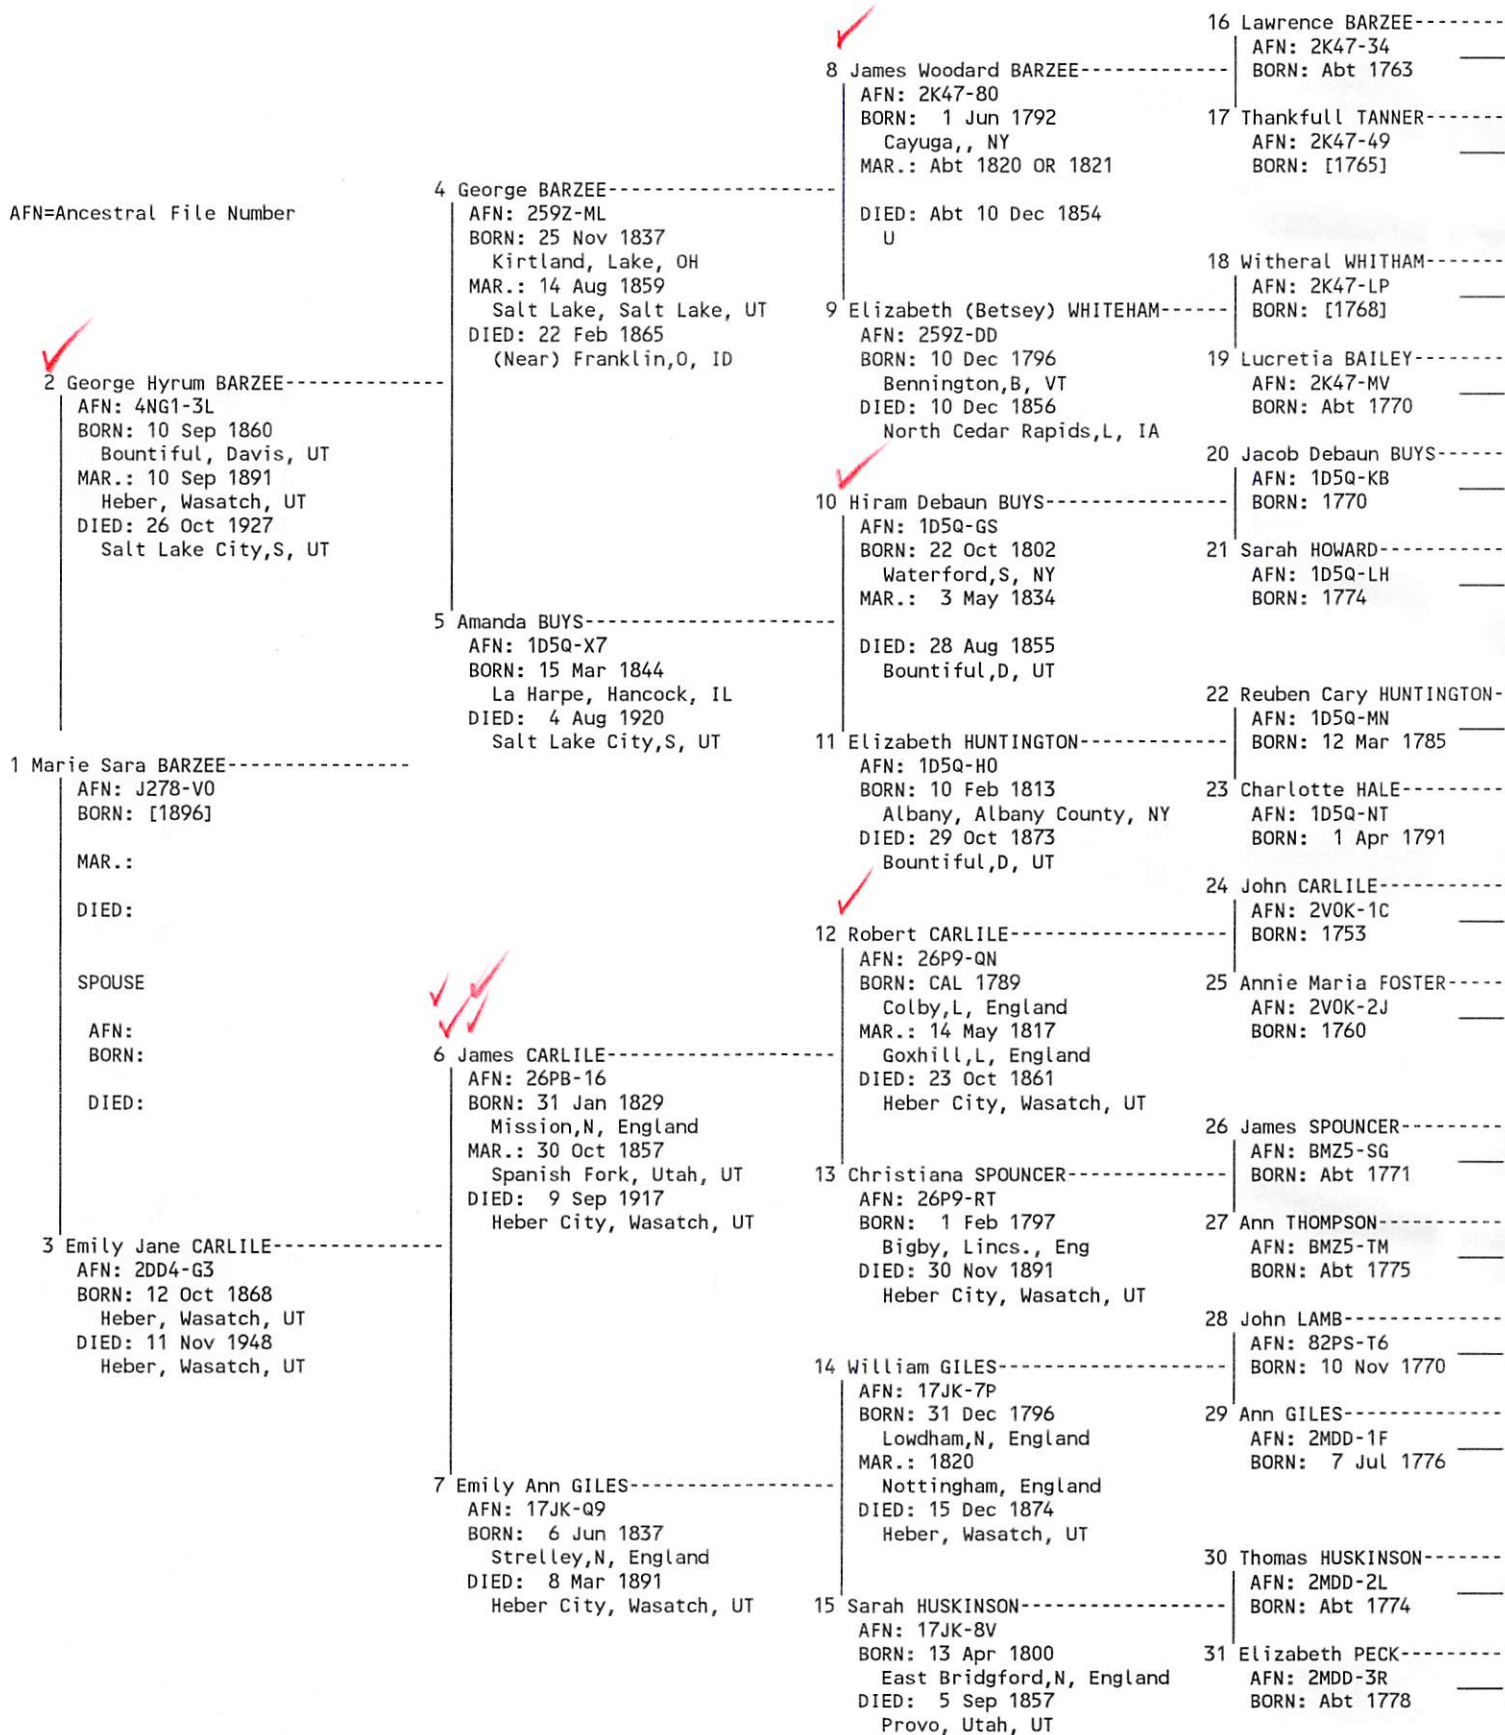 AFN=Ancestral File Number
1 Marie Sara BARZEE---------------
AFN: J278-V0
BORN: [1896]
MAR.:
DIED:
SPOUSE
AFN:
BORN:
DIED:
2 George Hyrum BARZEE-------------
AFN: 4NG1-3L
BORN: 10 Sep 1860
Bountiful, Davis, UT
MAR.: 10 Sep 1891
Heber, Wasatch, UT
DIED: 26 Oct 1927
Salt Lake City,S, UT
3 Emily Jane CARLILE--------------
AFN: 2DD4-G3
BORN: 12 Oct 1868
Heber, Wasatch, UT
DIED: 11 Nov 1948
Heber, Wasatch, UT
4 George BARZEE-------------------
AFN: 259Z-ML
BORN: 25 Nov 1837
Kirtland, Lake, OH
MAR.: 14 Aug 1859
Salt Lake, Salt Lake, UT
DIED: 22 Feb 1865
(Near) Franklin,O, ID
5 Amanda BUYS---------------------
AFN: 1D5Q-X7
BORN: 15 Mar 1844
La Harpe, Hancock, IL
DIED:  4 Aug 1920
Salt Lake City,S, UT
6 James CARLILE-------------------
AFN: 26PB-16
BORN: 31 Jan 1829
Mission,N, England
MAR.: 30 Oct 1857
Spanish Fork, Utah, UT
DIED:  9 Sep 1917
Heber City, Wasatch, UT
7 Emily Ann GILES-----------------
AFN: 17JK-Q9
BORN:  6 Jun 1837
Strelley,N, England
DIED:  8 Mar 1891
Heber City, Wasatch, UT
8 James Woodard BARZEE------------
AFN: 2K47-80
BORN:  1 Jun 1792
Cayuga,, NY
MAR.: Abt 1820 OR 1821
DIED: Abt 10 Dec 1854
U
9 Elizabeth (Betsey) WHITEHAM------
AFN: 259Z-DD
BORN: 10 Dec 1796
Bennington,B, VT
DIED: 10 Dec 1856
North Cedar Rapids,L, IA
10 Hiram Debaun BUYS---------------
AFN: 1D5Q-GS
BORN: 22 Oct 1802
Waterford,S, NY
MAR.:  3 May 1834
DIED: 28 Aug 1855
Bountiful,D, UT
11 Elizabeth HUNTINGTON------------
AFN: 1D5Q-H0
BORN: 10 Feb 1813
Albany, Albany County, NY
DIED: 29 Oct 1873
Bountiful,D, UT
12 Robert CARLILE------------------
AFN: 26P9-QN
BORN: CAL 1789
Colby,L, England
MAR.: 14 May 1817
Goxhill,L, England
DIED: 23 Oct 1861
Heber City, Wasatch, UT
13 Christiana SPOUNCER-------------
AFN: 26P9-RT
BORN:  1 Feb 1797
Bigby, Lincs., Eng
DIED: 30 Nov 1891
Heber City, Wasatch, UT
14 William GILES-------------------
AFN: 17JK-7P
BORN: 31 Dec 1796
Lowdham,N, England
MAR.: 1820
Nottingham, England
DIED: 15 Dec 1874
Heber, Wasatch, UT
15 Sarah HUSKINSON-----------------
AFN: 17JK-8V
BORN: 13 Apr 1800
East Bridgford,N, England
DIED:  5 Sep 1857
Provo, Utah, UT
16 Lawrence BARZEE--------
AFN: 2K47-34
BORN: Abt 1763
17 Thankfull TANNER-------
AFN: 2K47-49
BORN: [1765]
18 Witheral WHITHAM-------
AFN: 2K47-LP
BORN: [1768]
19 Lucretia BAILEY--------
AFN: 2K47-MV
BORN: Abt 1770
20 Jacob Debaun BUYS------
AFN: 1D5Q-KB
BORN: 1770
21 Sarah HOWARD-----------
AFN: 1D5Q-LH
BORN: 1774
22 Reuben Cary HUNTINGTON-
AFN: 1D5Q-MN
BORN: 12 Mar 1785
23 Charlotte HALE---------
AFN: 1D5Q-NT
BORN:  1 Apr 1791
24 John CARLILE-----------
AFN: 2V0K-1C
BORN: 1753
25 Annie Maria FOSTER-----
AFN: 2V0K-2J
BORN: 1760
26 James SPOUNCER---------
AFN: BMZ5-SG
BORN: Abt 1771
27 Ann THOMPSON-----------
AFN: BMZ5-TM
BORN: Abt 1775
28 John LAMB--------------
AFN: 82PS-T6
BORN: 10 Nov 1770
29 Ann GILES--------------
AFN: 2MDD-1F
BORN:  7 Jul 1776
30 Thomas HUSKINSON-------
AFN: 2MDD-2L
BORN: Abt 1774
31 Elizabeth PECK---------
AFN: 2MDD-3R
BORN: Abt 1778